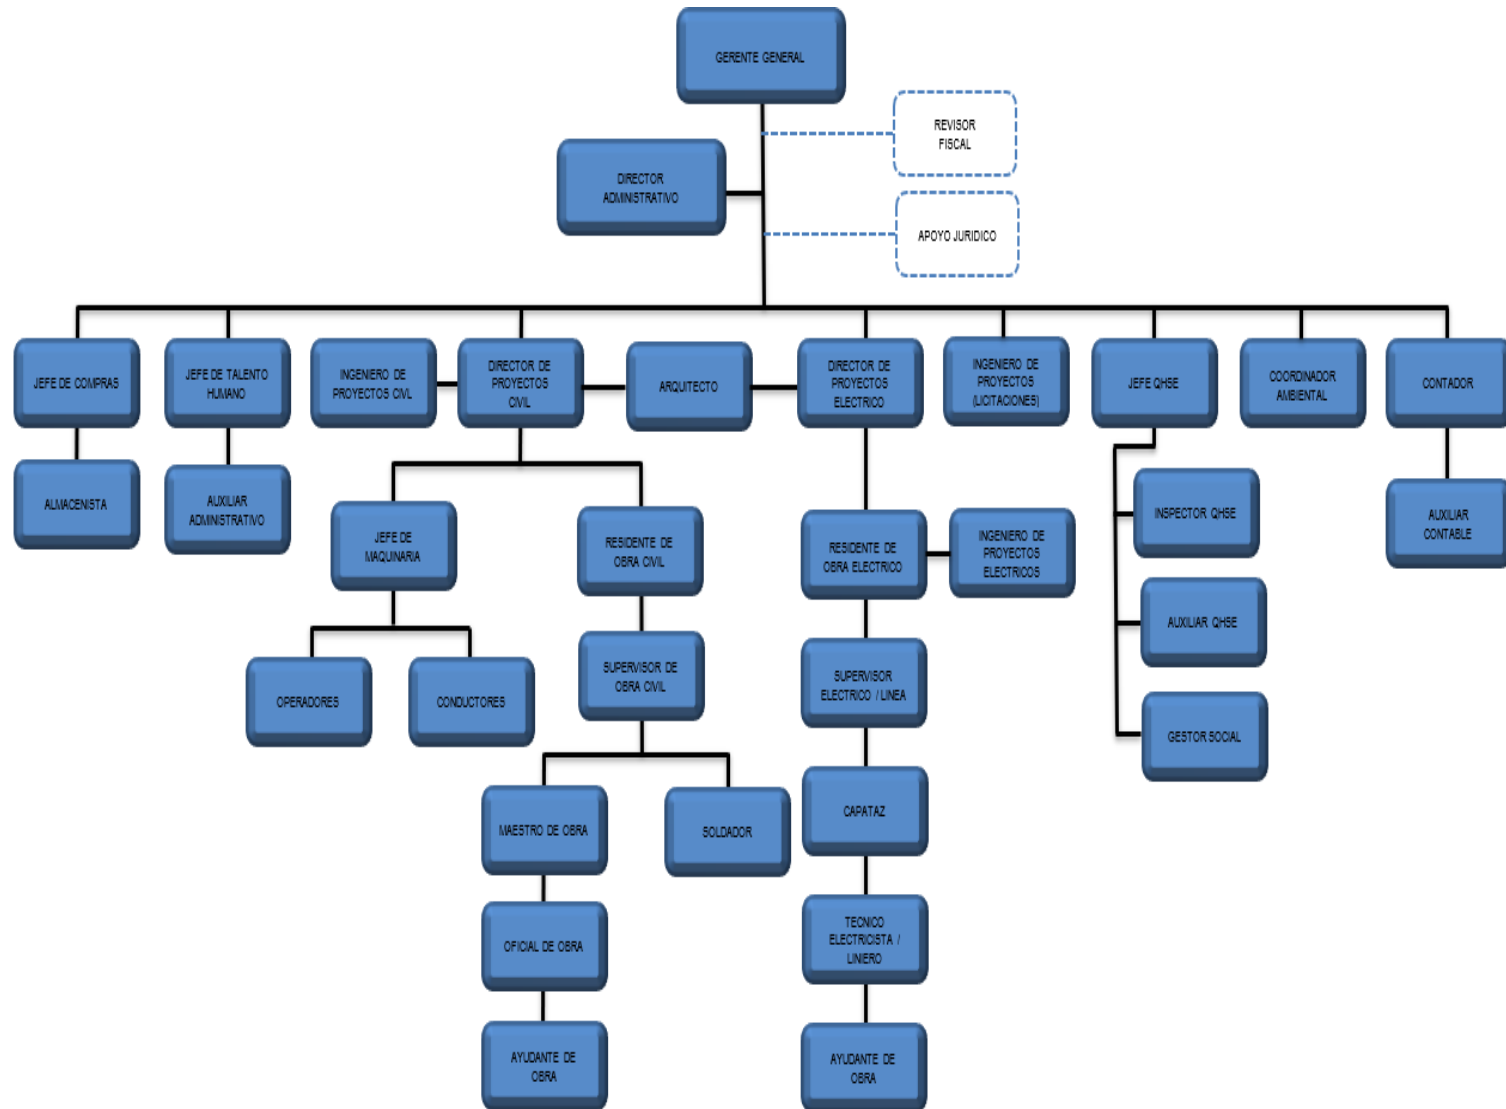 GERENTE GENERAL
REVISOR
FISCAL
DIRECTOR
ADMINISTRATIVO
APOYO JURIDICO
JEFE DE COMPRAS
JEFE DE TALENTO
HUMANO
INGENIERO DE
PROYECTOS CIVL
DIRECTOR DE
PROYECTOS
CIVIL
ARQUITECTO
DIRECTOR DE
PROYECTOS
ELECTRICO
INGENIERO DE
PROYECTOS
(LICITACIONES)
JEFE QHSE
COORDINADOR
AMBIENTAL
CONTADOR
ALMACENISTA
AUXILIAR
ADMINISTRATIVO
JEFE DE
MAQUINARIA
RESIDENTE DE
OBRA CIVIL
RESIDENTE DE
OBRA ELECTRICO
INGENIERO DE
PROYECTOS
ELECTRICOS
INSPECTOR QHSE
AUXILIAR
CONTABLE
AUXILIAR QHSE
OPERADORES
CONDUCTORES
SUPERVISOR DE
OBRA CIVIL
SUPERVISOR
ELECTRICO / LINEA
GESTOR SOCIAL
MAESTRO DE OBRA
SOLDADOR
CAPATAZ
OFICIAL DE OBRA
TECNICO
ELECTRICISTA /
LINIERO
AYUDANTE DE
OBRA
AYUDANTE DE
OBRA